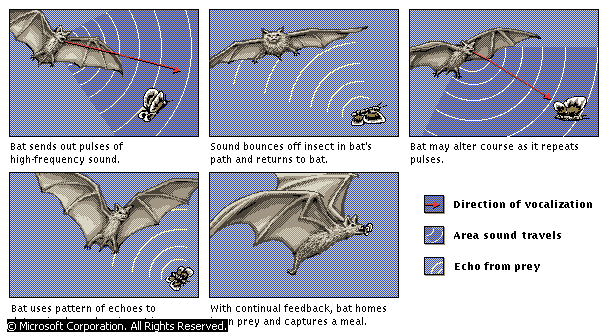 Bat sends out pulses of
high-frequency sound.
Sound bounces off insect in bat's
path and returns to bat.
Bat may alter course as it repeats
pulses.
Direction of vocalization
Area sound travels
Echo from prey
Bat uses pattern of echoes to
With continual feedback, bat homes
prey and captures a meal.
© Microsoft Corporation. All Rights Reserved.